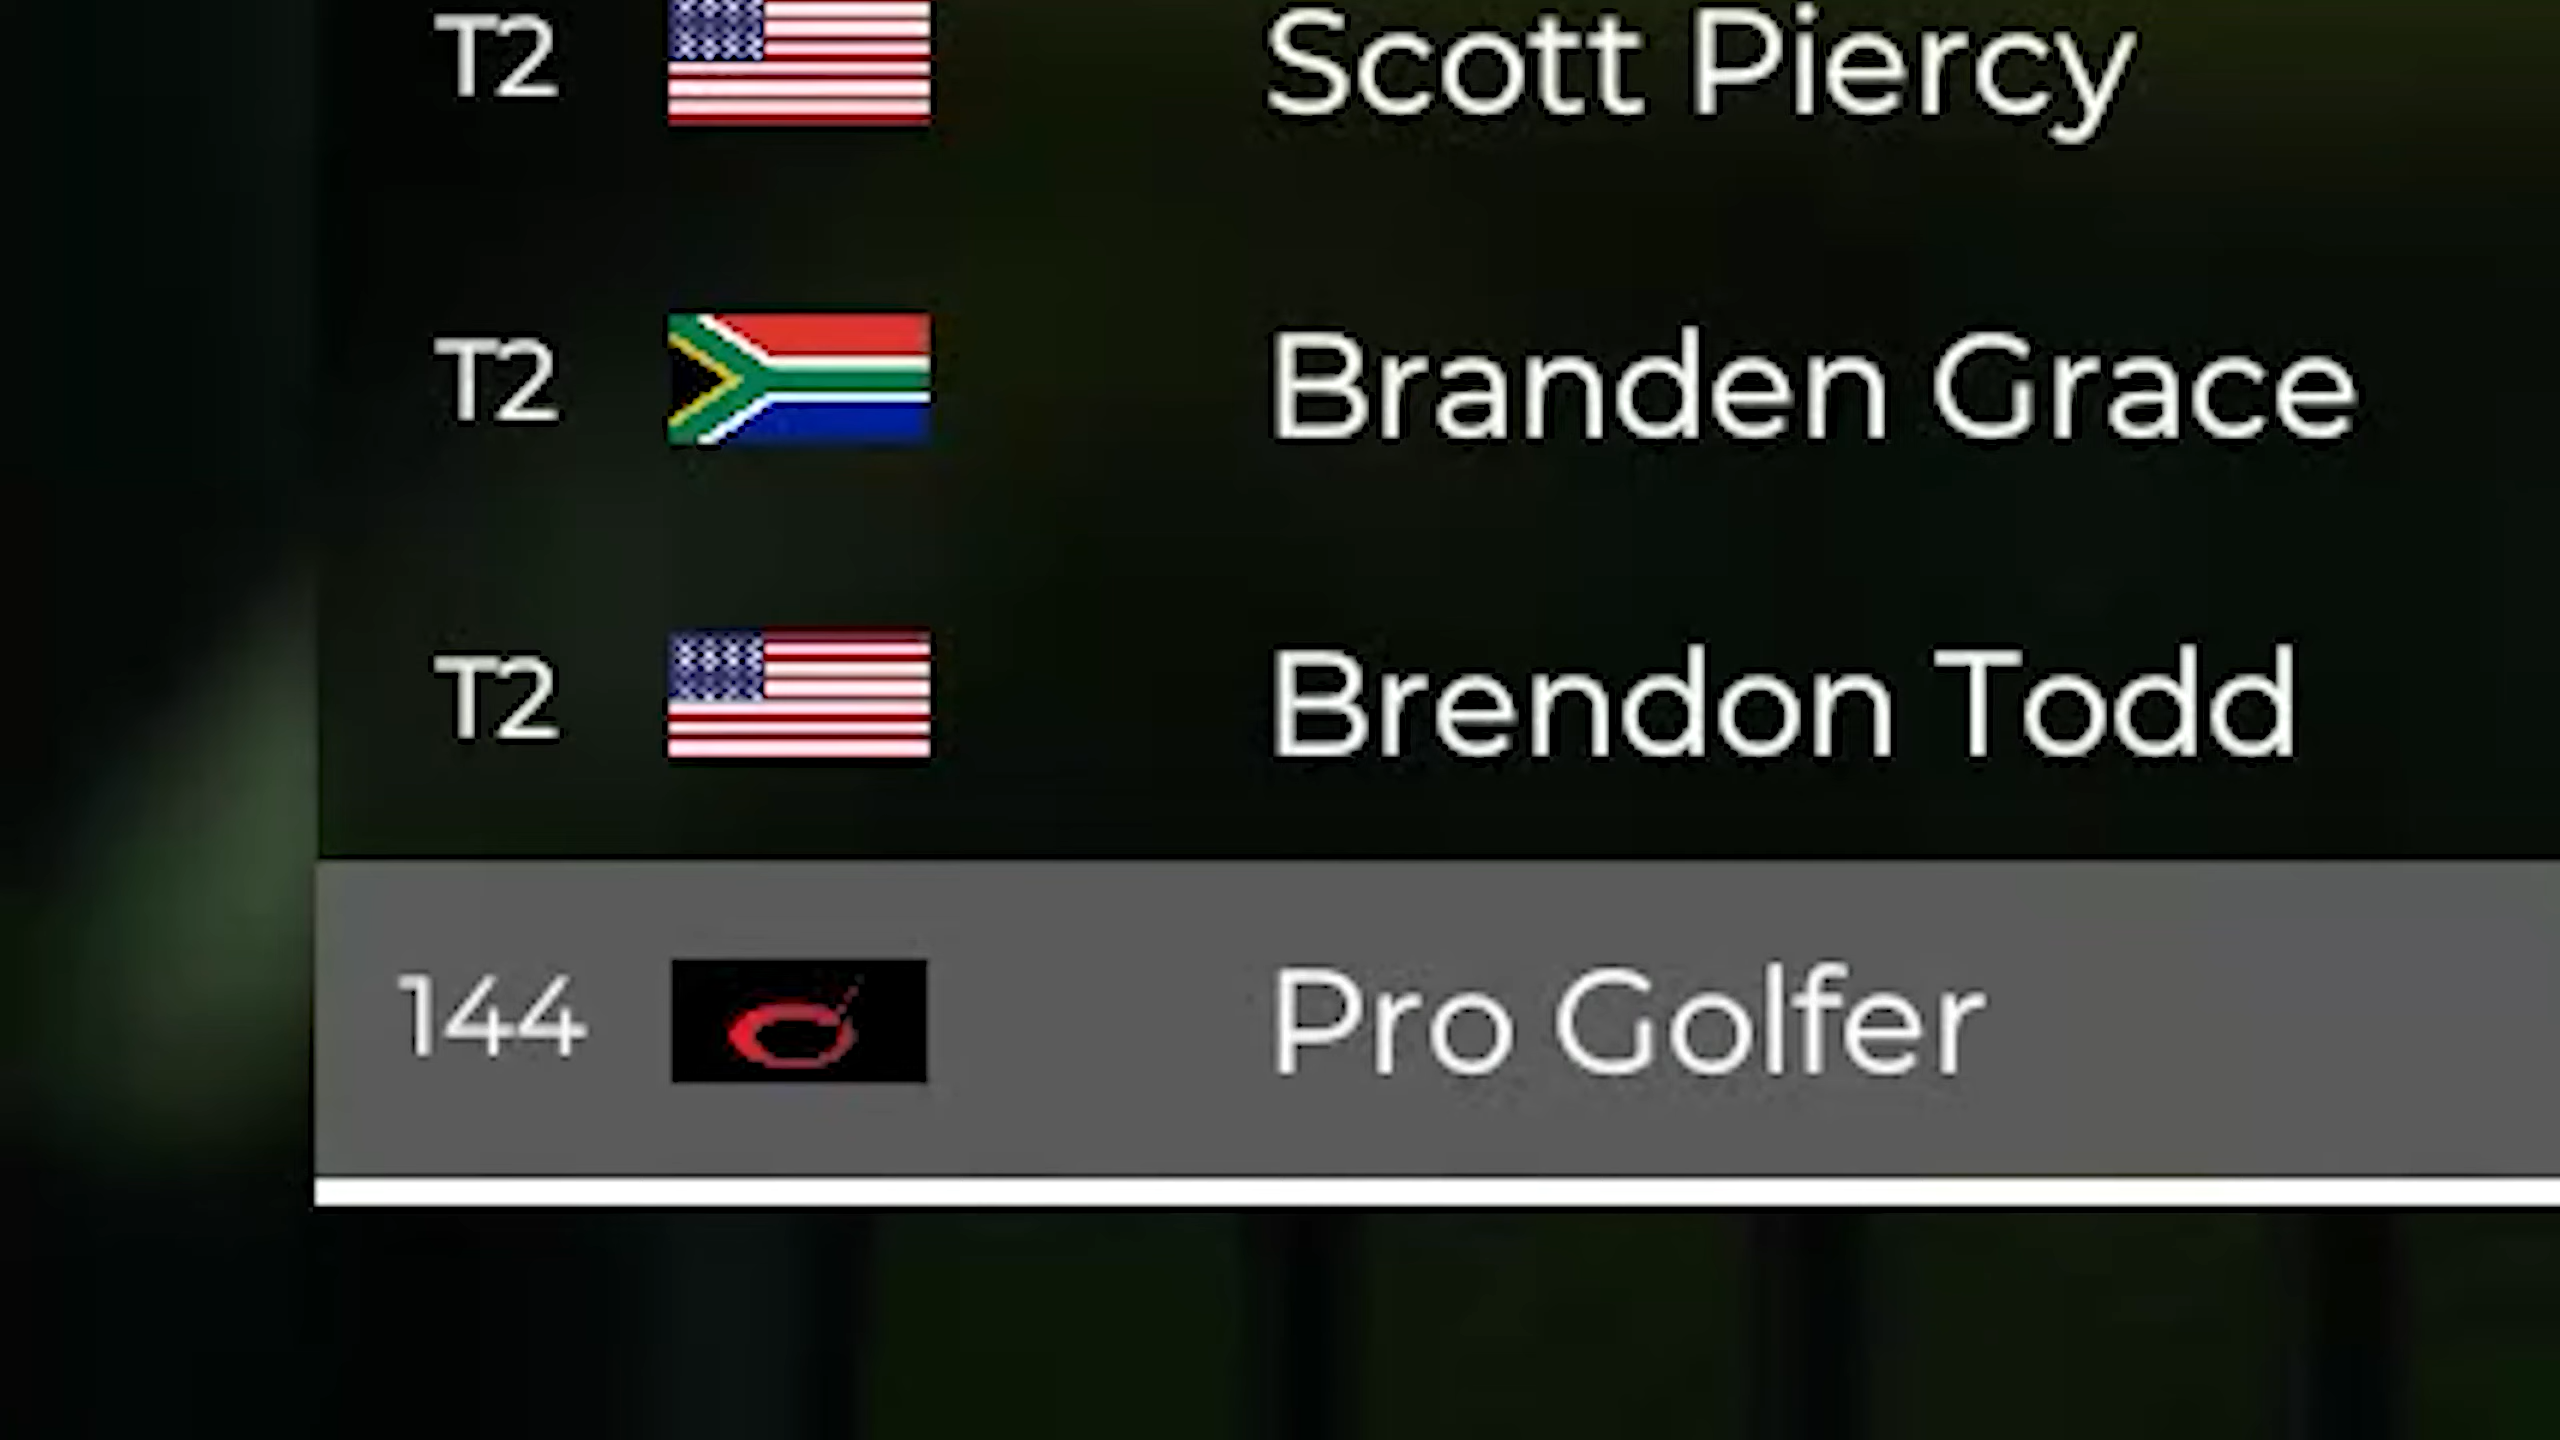 T2 Scott Piercy
T2 Branden Grace
T2 Brendon Todd
144 Pro Golfer